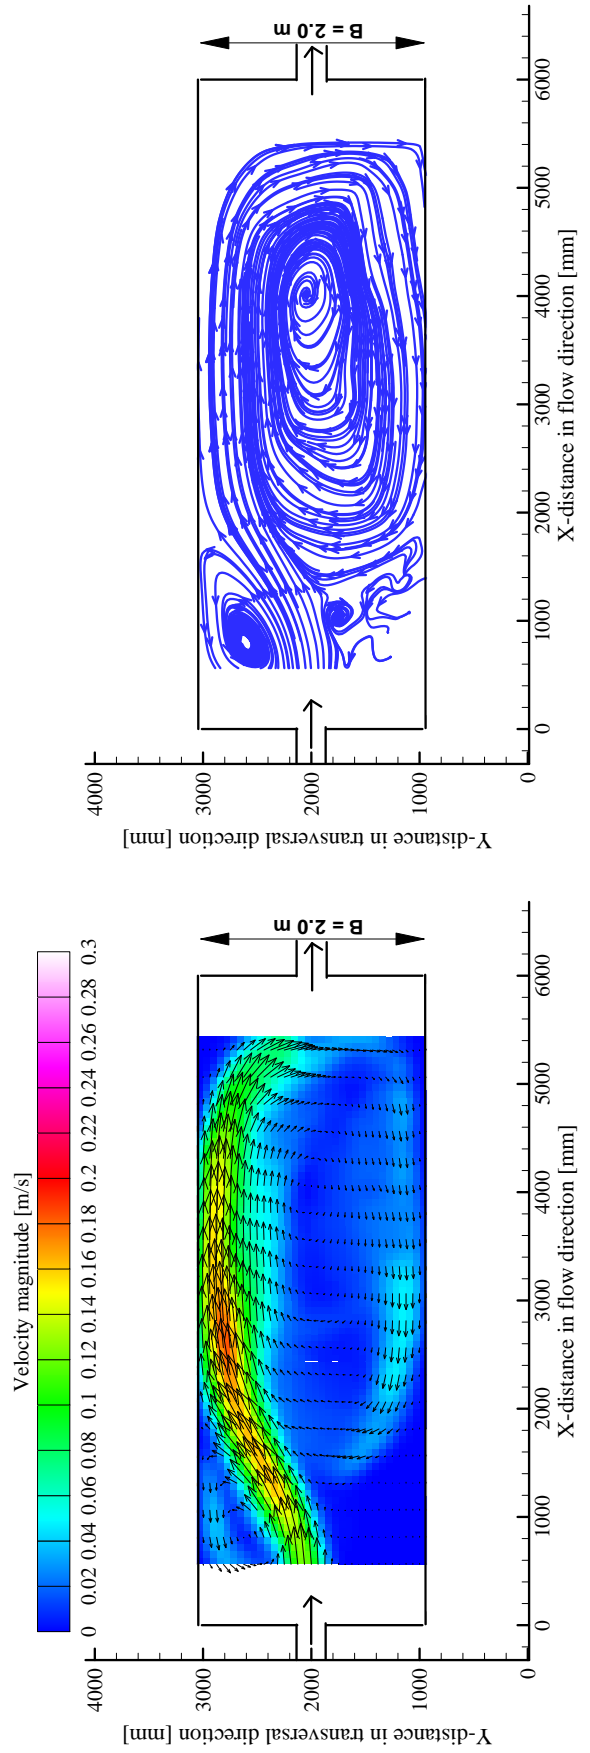 Velocity magnitude [m/s]
0 0.02 0.04 0.06 0.08 0.1 0.12 0.14 0.16 0.18 0.2 0.22 0.24 0.26 0.28 0.3
Y-distance in transversal direction [mm]
4000
3000
2000
1000
0
B = 2.0 m
0 1000 2000 3000 4000 5000 6000
X-distance in flow direction [mm]
Y-distance in transversal direction [mm]
4000
3000
2000
1000
0
B = 2.0 m
0 1000 2000 3000 4000 5000 6000
X-distance in flow direction [mm]